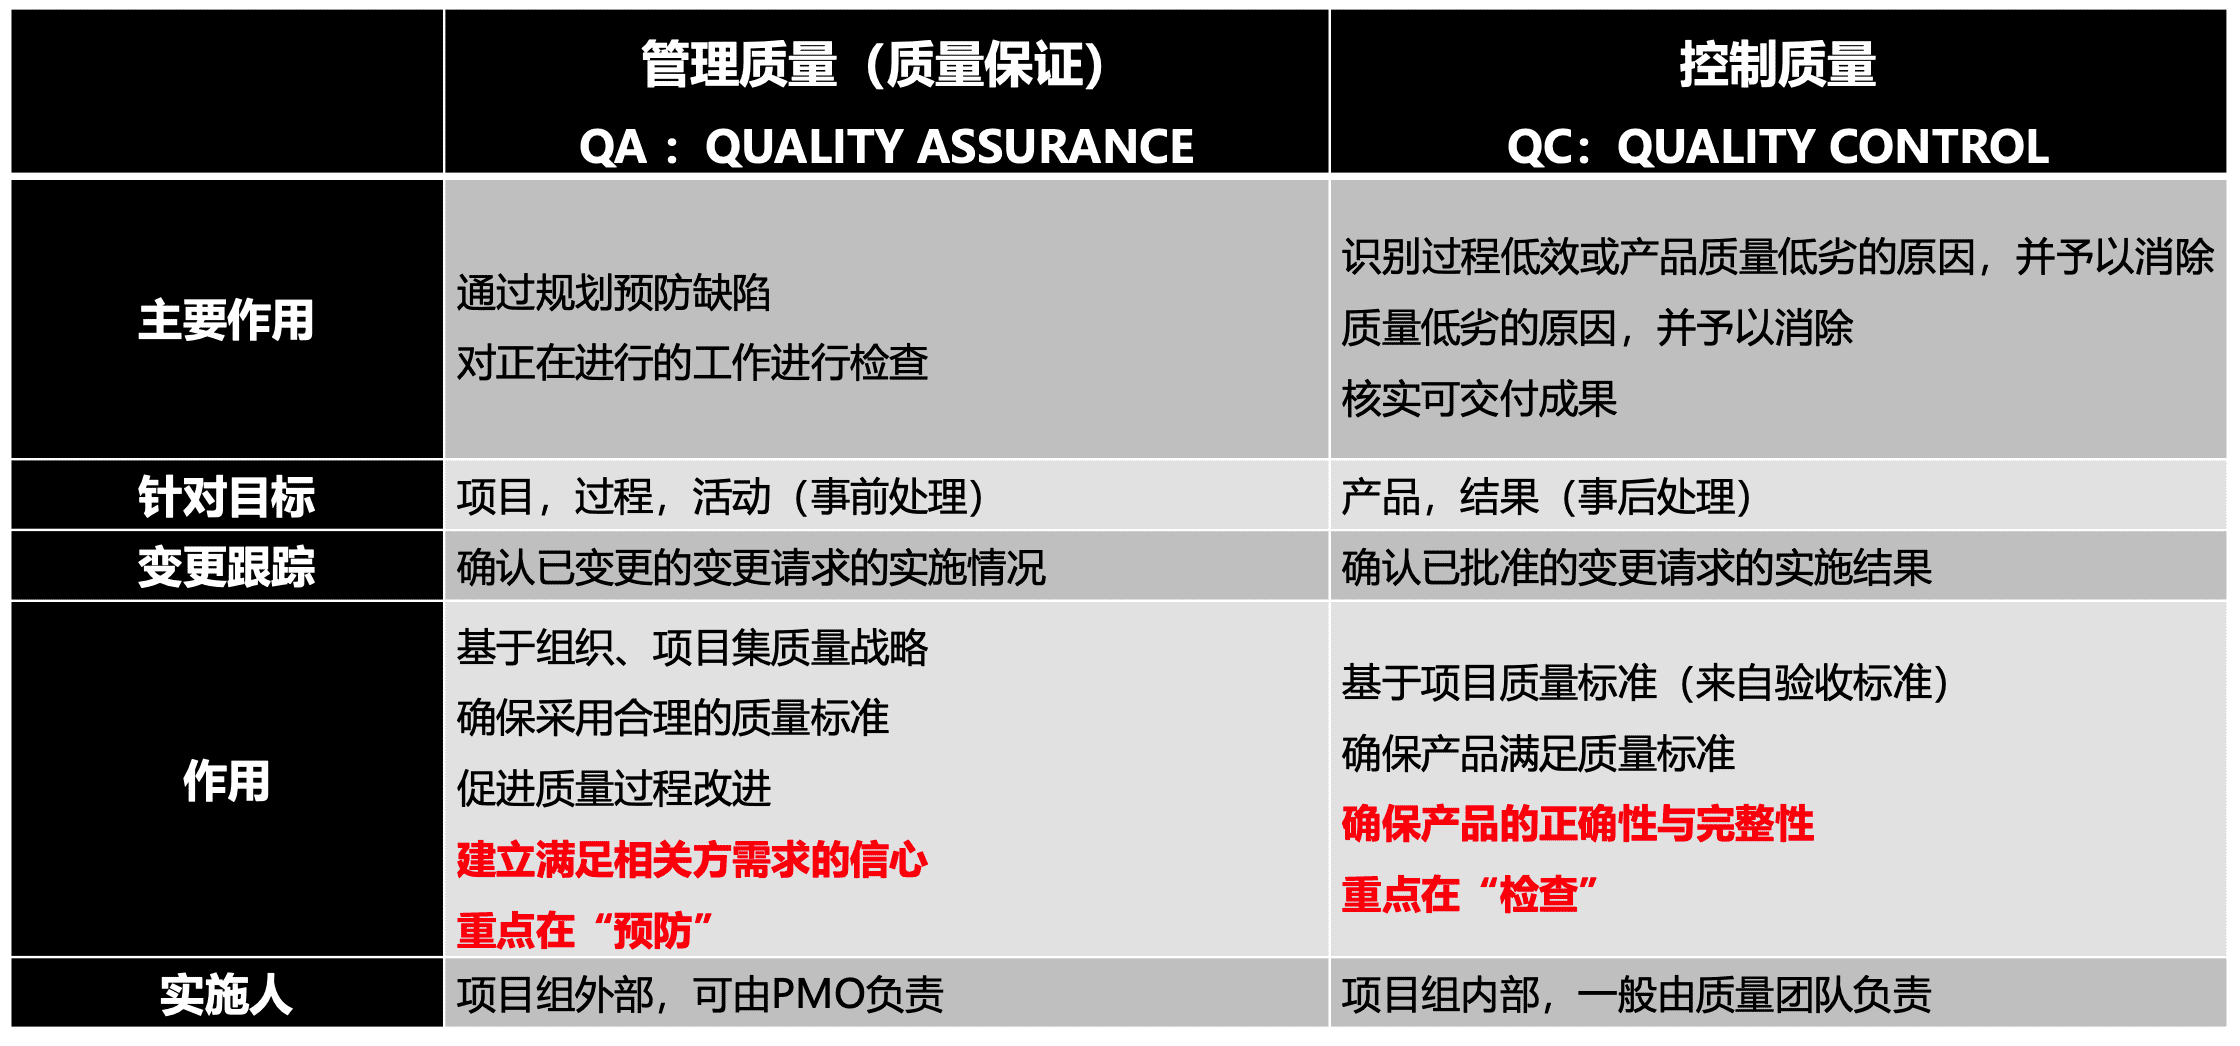 管理质量（质量保证）
QA ：QUALITY ASSURANCE
控制质量
QC：QUALITY CONTROL
主要作用
通过规划预防缺陷
对正在进行的工作进行检查
识别过程低效或产品质量低劣的原因，并予以消除
质量低劣的原因，并予以消除
核实可交付成果
针对目标
项目，过程，活动（事前处理）
产品，结果（事后处理）
变更跟踪
确认已变更的变更请求的实施情况
确认已批准的变更请求的实施结果
作用
基于组织、项目集质量战略
确保采用合理的质量标准
促进质量过程改进
建立满足相关方需求的信心
重点在“预防”
基于项目质量标准（来自验收标准）
确保产品满足质量标准
确保产品的正确性与完整性
重点在“检查”
实施人
项目组外部，可由PMO负责
项目组内部，一般由质量团队负责